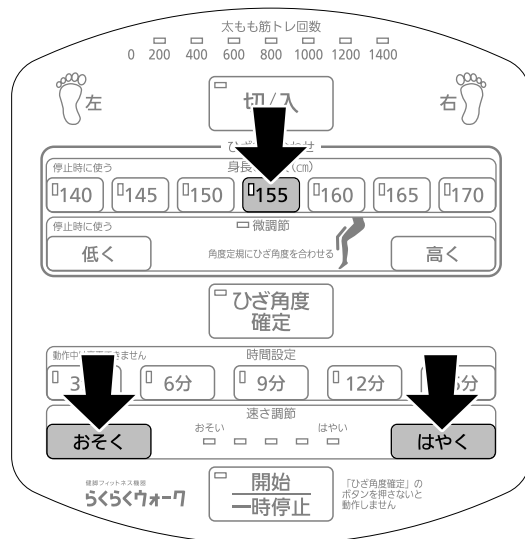 太もも筋トレ回数
0 200 400 600 800 1000 1200 1400
左
切/入
右
停止時に使う
身長
(cm)
140 145 150 155 160 165 170
停止時に使う
微調節
低く
角度定規にひざ角度を合わせる
高く
ひざ角度
確定
時間設定
3
6分
9分
12分
分
速さ調節
おそく
おそい
はやい
はやく
健脚フィットネス機器
らくらくウォーク
開始
一時停止
「ひざ角度確定」の
ボタンを押さないと
動作しません